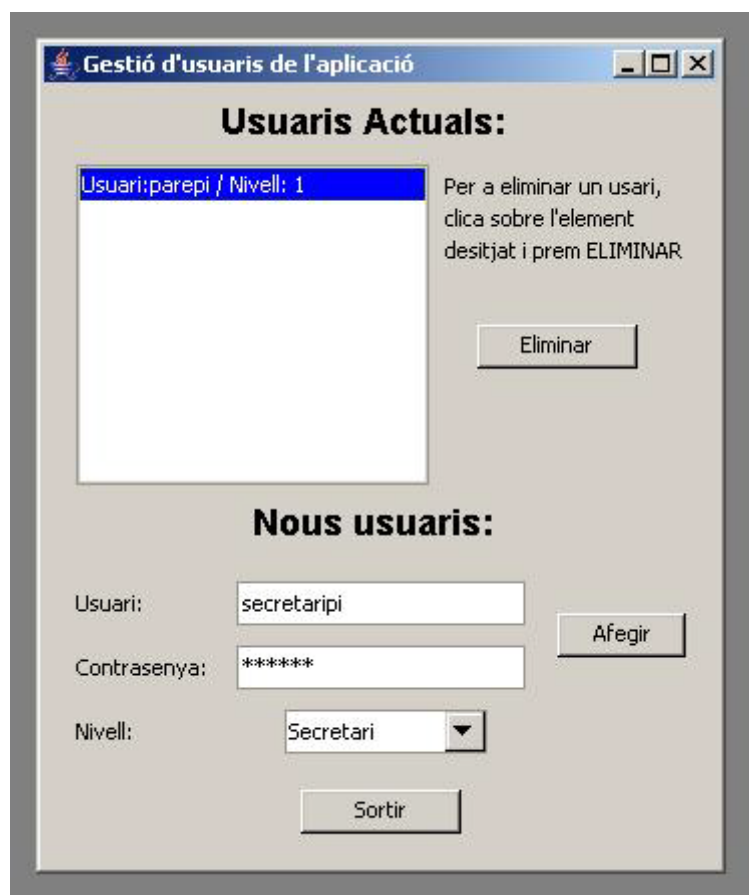 Gestió d'usuaris de l'aplicació
Usuaris Actuals:
Usuari:parepi / Nivell: 1
Per a eliminar un usari,
clica sobre l'element
desitjat i prem ELIMINAR
Eliminar
Nous usuaris:
Usuari:
secretaripi
Afegir
Contrasenya:
******
Nivell:
Secretari
Sortir